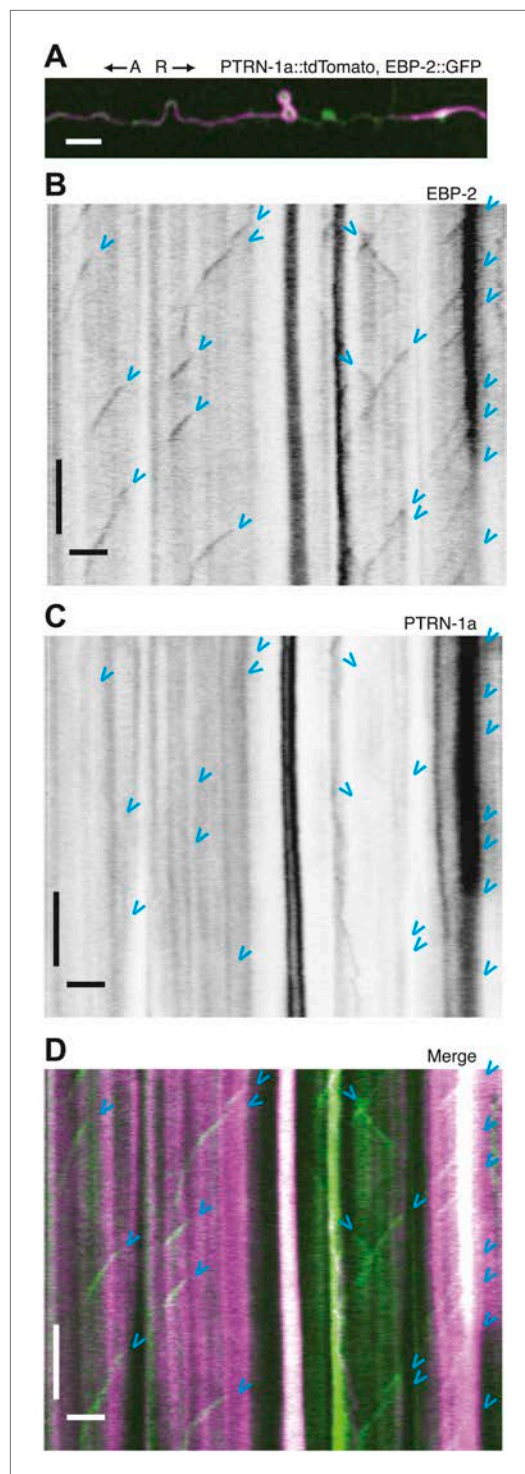 A
←A R→ PTRN-1a::tdTomato, EBP-2::GFP
B
EBP-2
C
PTRN-1a
D
Merge